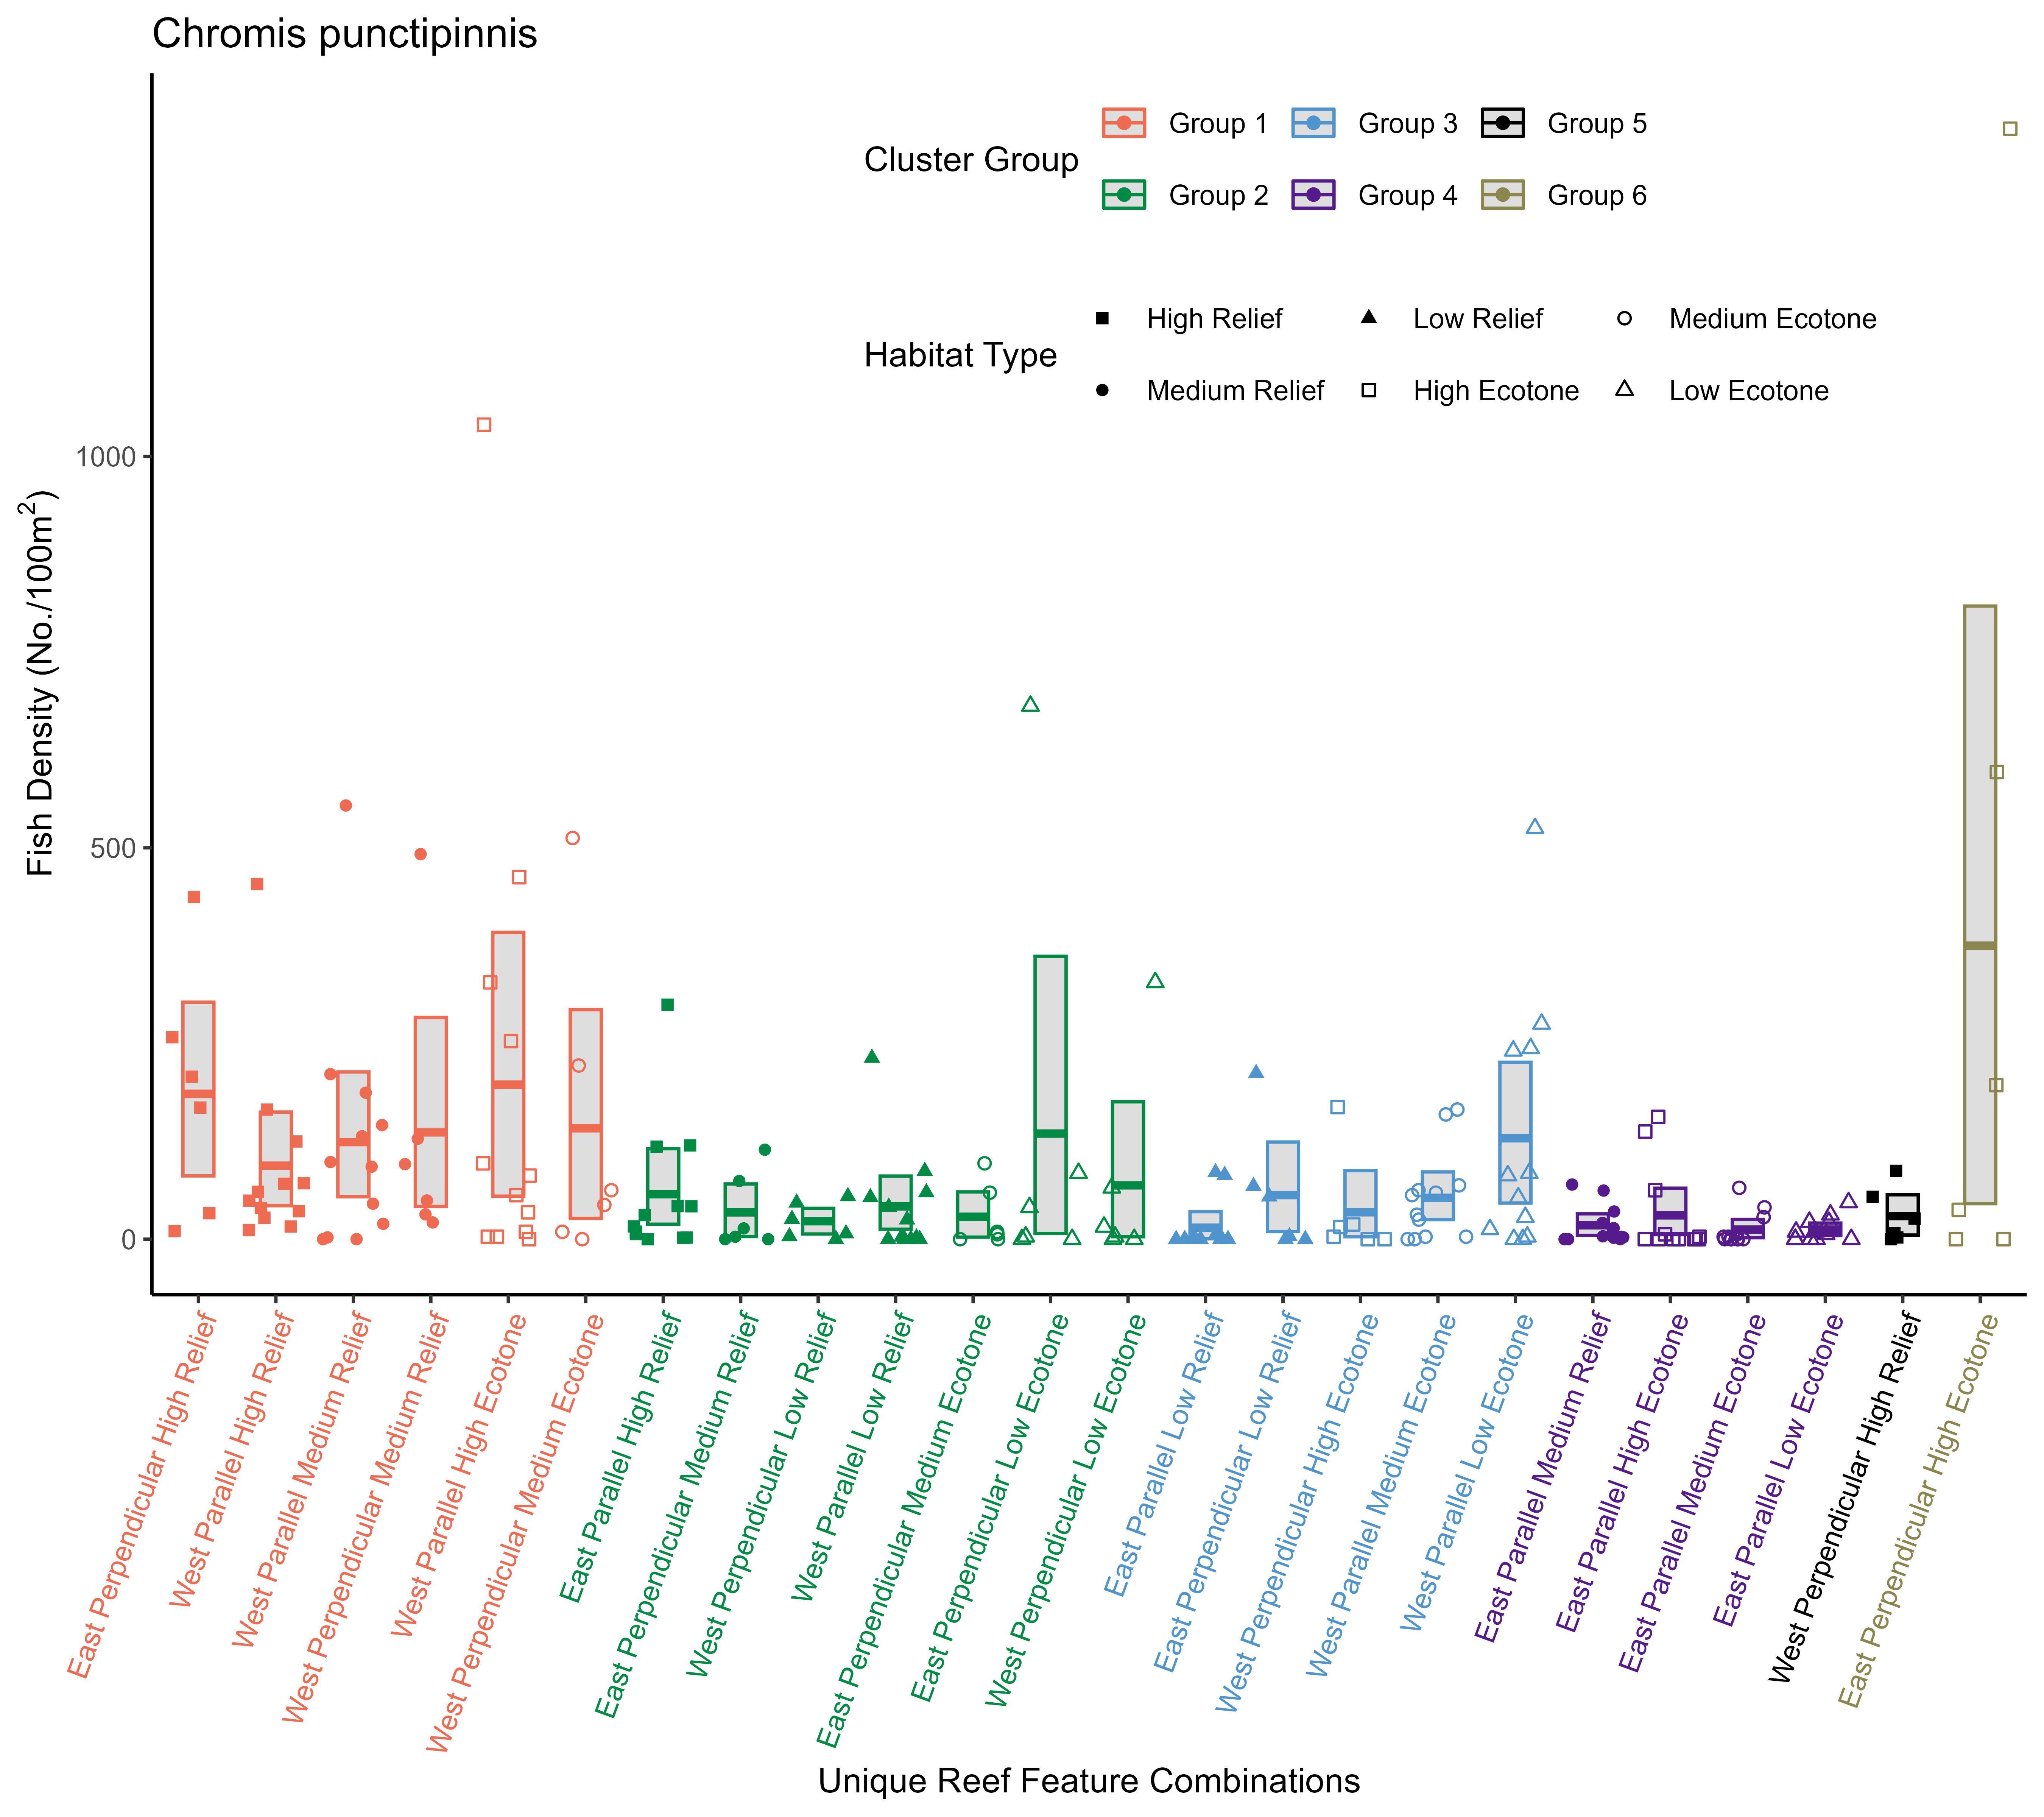 Chromis punctipinnis
Cluster Group
Group 1
Group 3
Group 5
Group 2
Group 4
Group 6
Habitat Type
High Relief
Low Relief
Medium Ecotone
Medium Relief
High Ecotone
Low Ecotone
Fish Density (No./100m²)
1000
500
0
East Perpendicular High Relief
West Parallel High Relief
West Parallel Medium Relief
West Perpendicular Medium Relief
West Parallel High Ecotone
West Perpendicular Medium Ecotone
East Parallel High Relief
East Perpendicular Medium Relief
West Perpendicular Low Relief
West Parallel Low Relief
East Perpendicular Medium Ecotone
East Perpendicular Low Ecotone
West Perpendicular Low Ecotone
East Parallel Low Relief
East Perpendicular Low Relief
West Perpendicular High Ecotone
West Parallel Medium Ecotone
West Parallel Low Ecotone
East Parallel Medium Relief
East Parallel High Ecotone
East Parallel Medium Ecotone
East Parallel Low Ecotone
West Perpendicular High Relief
East Perpendicular High Ecotone
Unique Reef Feature Combinations